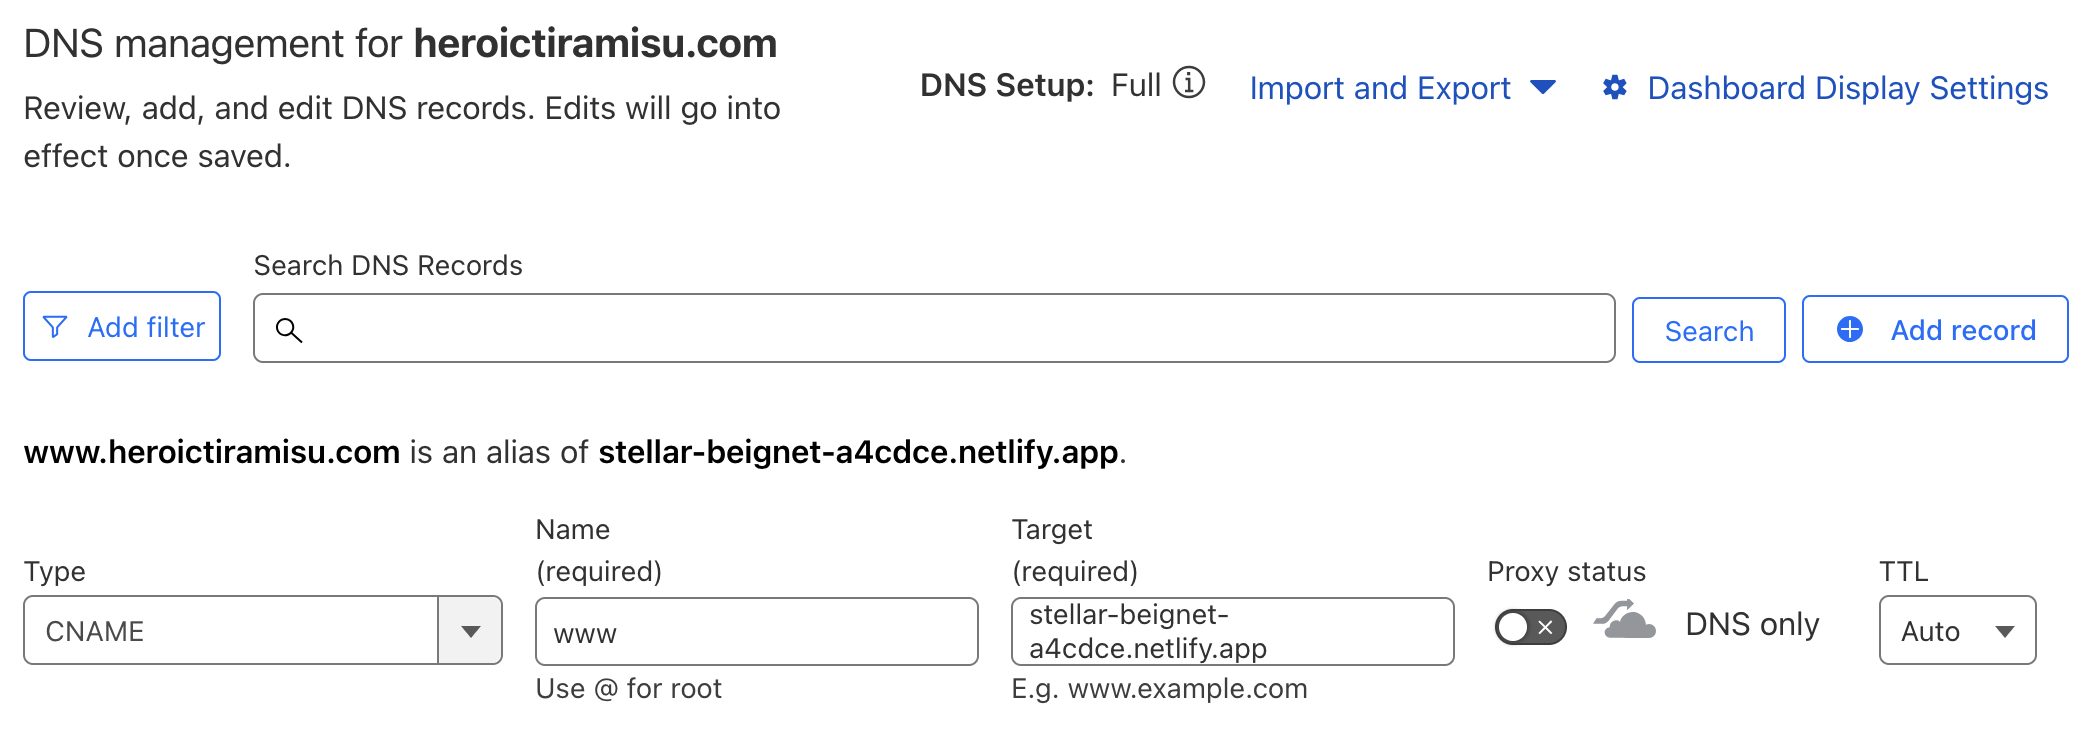 DNS management for heroictiramisu.com
Review, add, and edit DNS records. Edits will go into
effect once saved.
DNS Setup: Full
Import and Export
Dashboard Display Settings
Search DNS Records
Add filter
Search
Add record
www.heroictiramisu.com is an alias of stellar-beignet-a4cdce.netlify.app.
Type
CNAME
Name
(required)
www
Use @ for root
Target
(required)
stellar-beignet-
a4cdce.netlify.app
E.g. www.example.com
Proxy status
DNS only
TTL
Auto